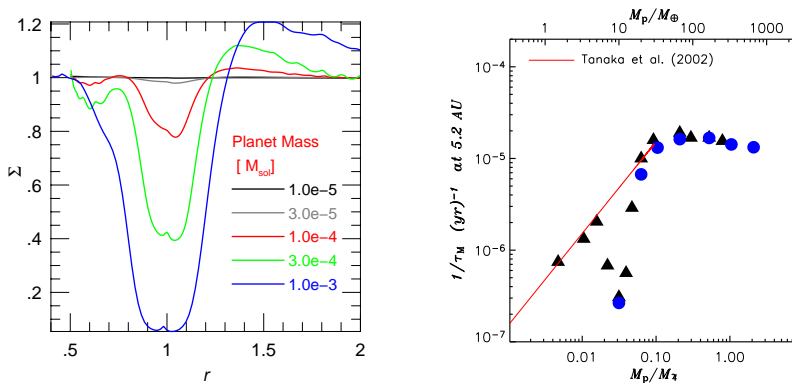 1.2
1
.8
.6
.4
.2
Σ
.5
1
1.5
2
r
Planet Mass
[ M_sol]
1.0e−5
3.0e−5
1.0e−4
3.0e−4
1.0e−3
M_p/M_⊕
1
10
100
1000
Tanaka et al. (2002)
10^−4
10^−5
10^−6
10^−7
1/τ_M (yr)^−1 at 5.2 AU
0.01
0.10
1.00
M_p/M_♃